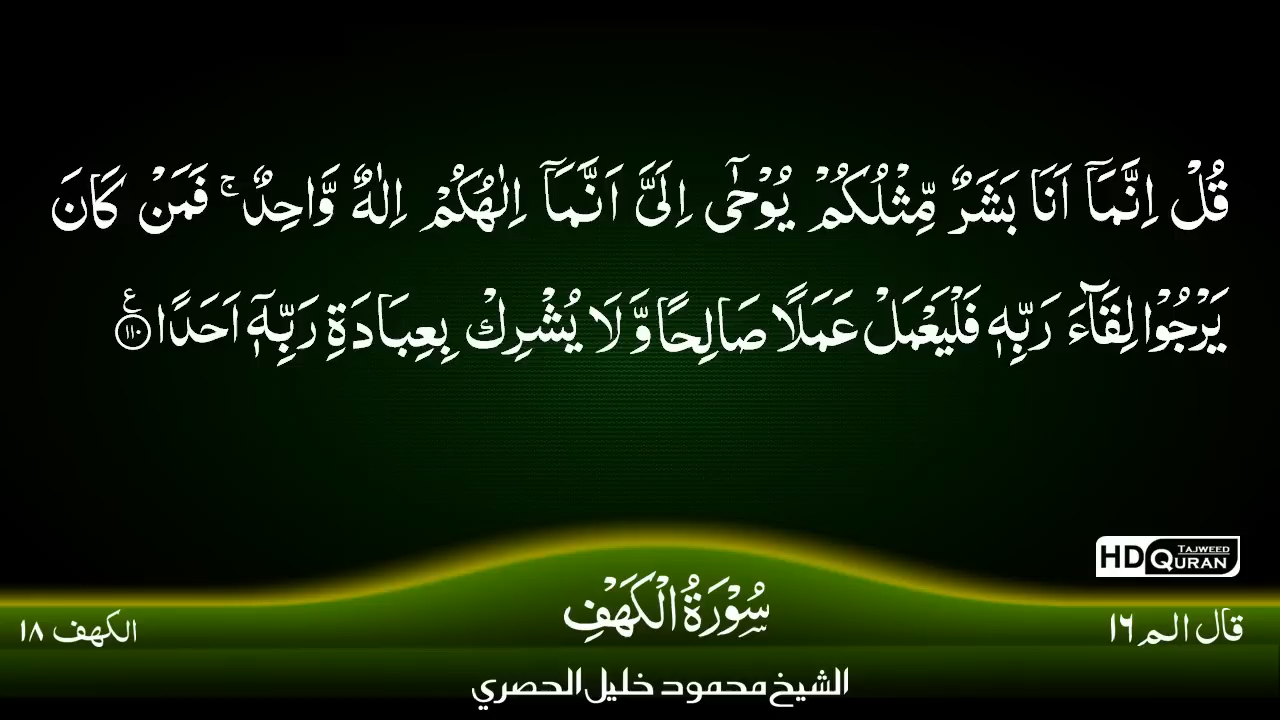 قُلْ اِنَّمَآ اَنَا بَشَرٌ مِّثْلُكُمْ يُوْحٰٓى اِلَىَّ اَنَّمَآ اِلٰهُكُمْ اِلٰهٌ وَّاحِدٌ ۚ فَمَنْ كَانَ
يَرْجُوْا لِقَآءَ رَبِّهٖ فَلْيَعْمَلْ عَمَلًا صَالِحًا وَّلَا يُشْرِكْ بِعِبَادَةِ رَبِّهٖٓ اَحَدًا ع ١١٠
HD TAJWEED QURAN
قال الم ١٦
سُوْرَةُ الْكَهْفِ
الكهف ١٨
الشيخ محمود خليل الحصري